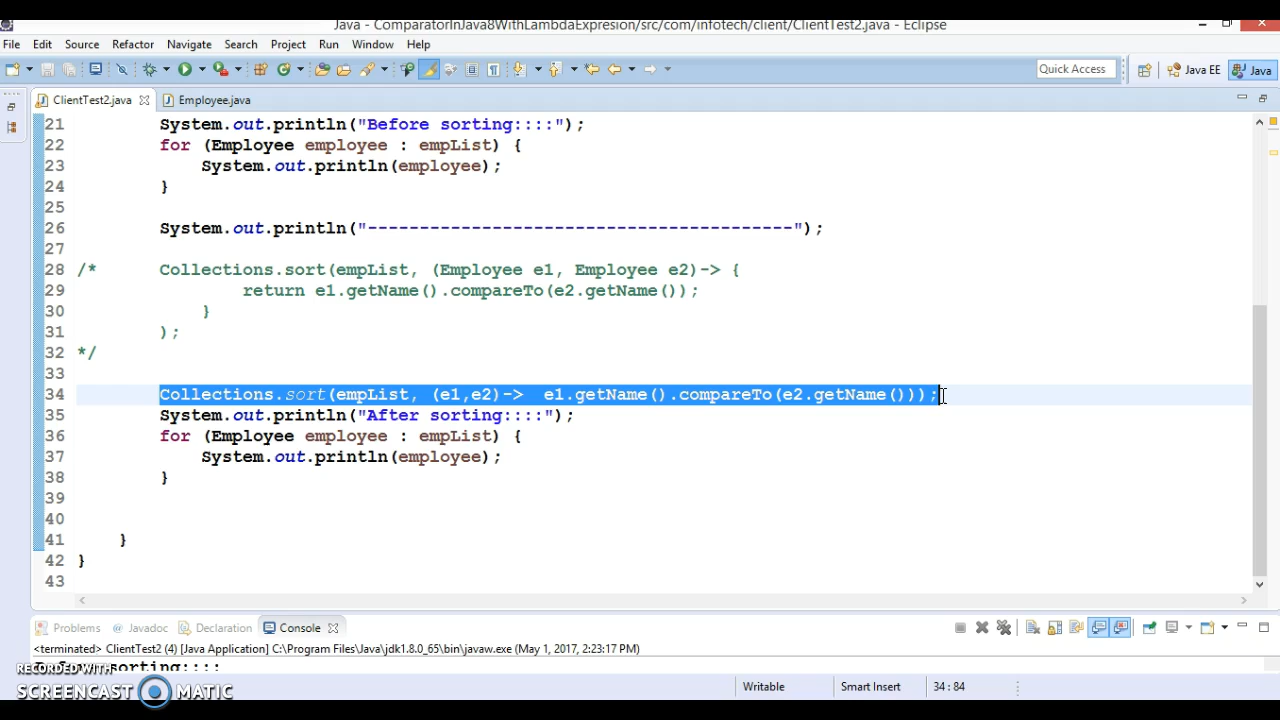 Java - ComparatorInJava8WithLambdaExpresion/src/com/infotech/client/ClientTest2.java - Eclipse
File Edit Source Refactor Navigate Search Project Run Window Help
Quick Access Java EE Java
ClientTest2.java Employee.java
21 System.out.println("Before sorting::::");
22 for (Employee employee : empList) {
23 System.out.println(employee);
24 }
25
26 System.out.println("-----------------------------------------");
27
28 /* Collections.sort(empList, (Employee e1, Employee e2)-> {
29 return e1.getName().compareTo(e2.getName());
30 }
31 );
32 */
33
34 Collections.sort(empList, (e1,e2)-> e1.getName().compareTo(e2.getName()));
35 System.out.println("After sorting::::");
36 for (Employee employee : empList) {
37 System.out.println(employee);
38 }
39
40
41 }
42 }
43
Problems @ Javadoc Declaration Console
<terminated> ClientTest2 (4) [Java Application] C:\Program Files\Java\jdk1.8.0_65\bin\javaw.exe (May 1, 2017, 2:23:17 PM)
sorting::::
RECORDED WITH
SCREENCAST MATIC
Writable Smart Insert 34 : 84